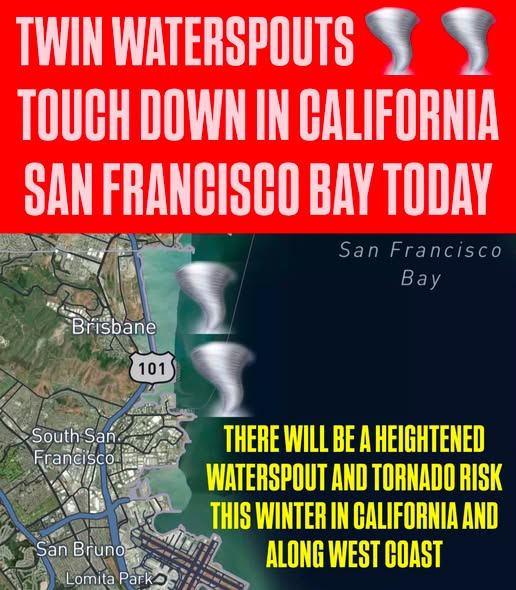 TWIN WATERSPOUTS
TOUCH DOWN IN CALIFORNIA
SAN FRANCISCO BAY TODAY
San Francisco
Bay
Brisbane
101
South San
Francisco
THERE WILL BE A HEIGHTENED
WATERSPOUT AND TORNADO RISK
THIS WINTER IN CALIFORNIA AND
ALONG WEST COAST
San Bruno
Lomita Park